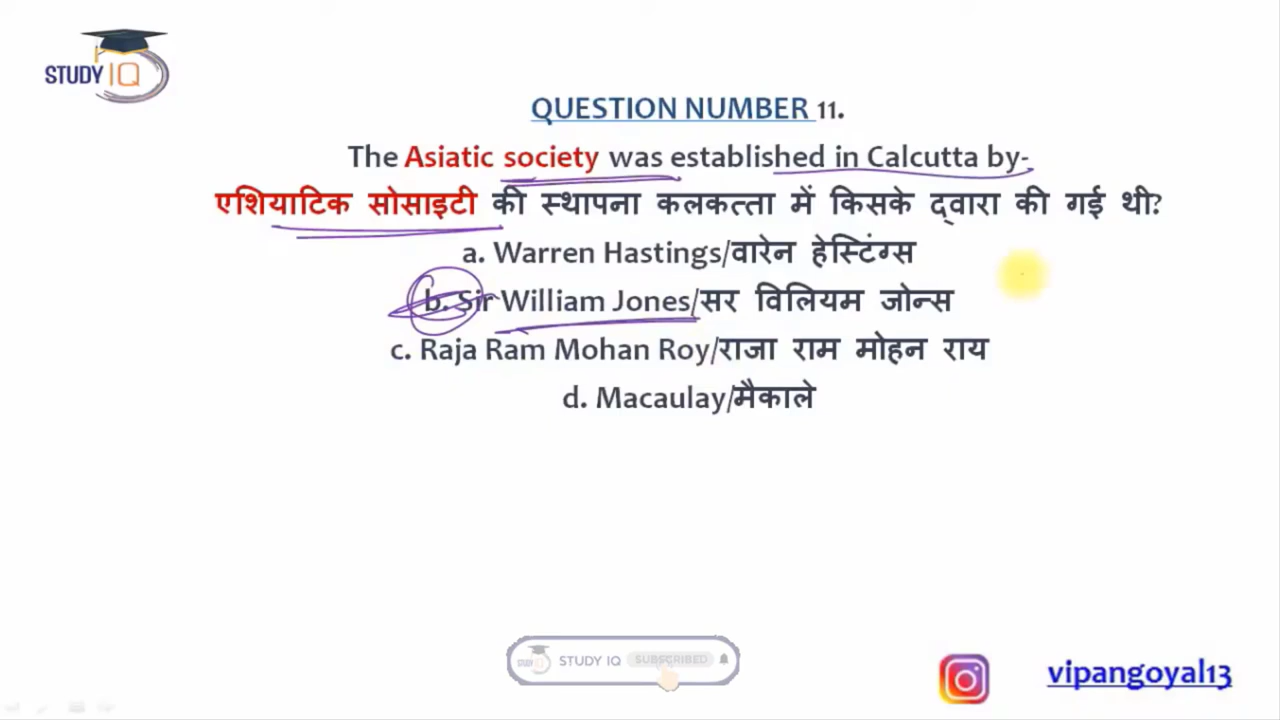 STUDY IQ
QUESTION NUMBER 11.
The Asiatic society was established in Calcutta by-
एशियाटिक सोसाइटी की स्थापना कलकत्ता में किसके द्वारा की गई थी?
a. Warren Hastings/वारेन हेस्टिंग्स
b. Sir William Jones/सर विलियम जोन्स
c. Raja Ram Mohan Roy/राजा राम मोहन राय
d. Macaulay/मैकाले
STUDY IQ SUBSCRIBED
vipangoyal13